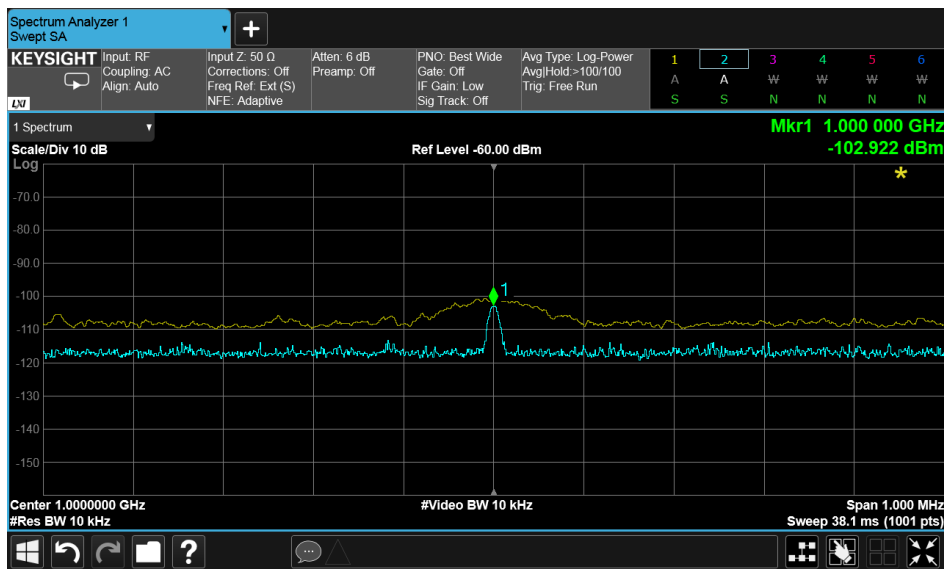 Spectrum Analyzer 1
Swept SA
+
KEYSIGHT
LXI
Input: RF
Coupling: AC
Align: Auto
Input Z: 50 Ω
Corrections: Off
Freq Ref: Ext (S)
NFE: Adaptive
Atten: 6 dB
Preamp: Off
PNO: Best Wide
Gate: Off
IF Gain: Low
Sig Track: Off
Avg Type: Log-Power
Avg|Hold:>100/100
Trig: Free Run
1 2 3 4 5 6
A A W W W W
S S N N N N
1 Spectrum
Mkr1 1.000 000 GHz
-102.922 dBm
Scale/Div 10 dB
Ref Level -60.00 dBm
Log
*
-70.0
-80.0
-90.0
-100
1
-110
-120
-130
-140
-150
Center 1.0000000 GHz
#Video BW 10 kHz
Span 1.000 MHz
#Res BW 10 kHz
Sweep 38.1 ms (1001 pts)
?